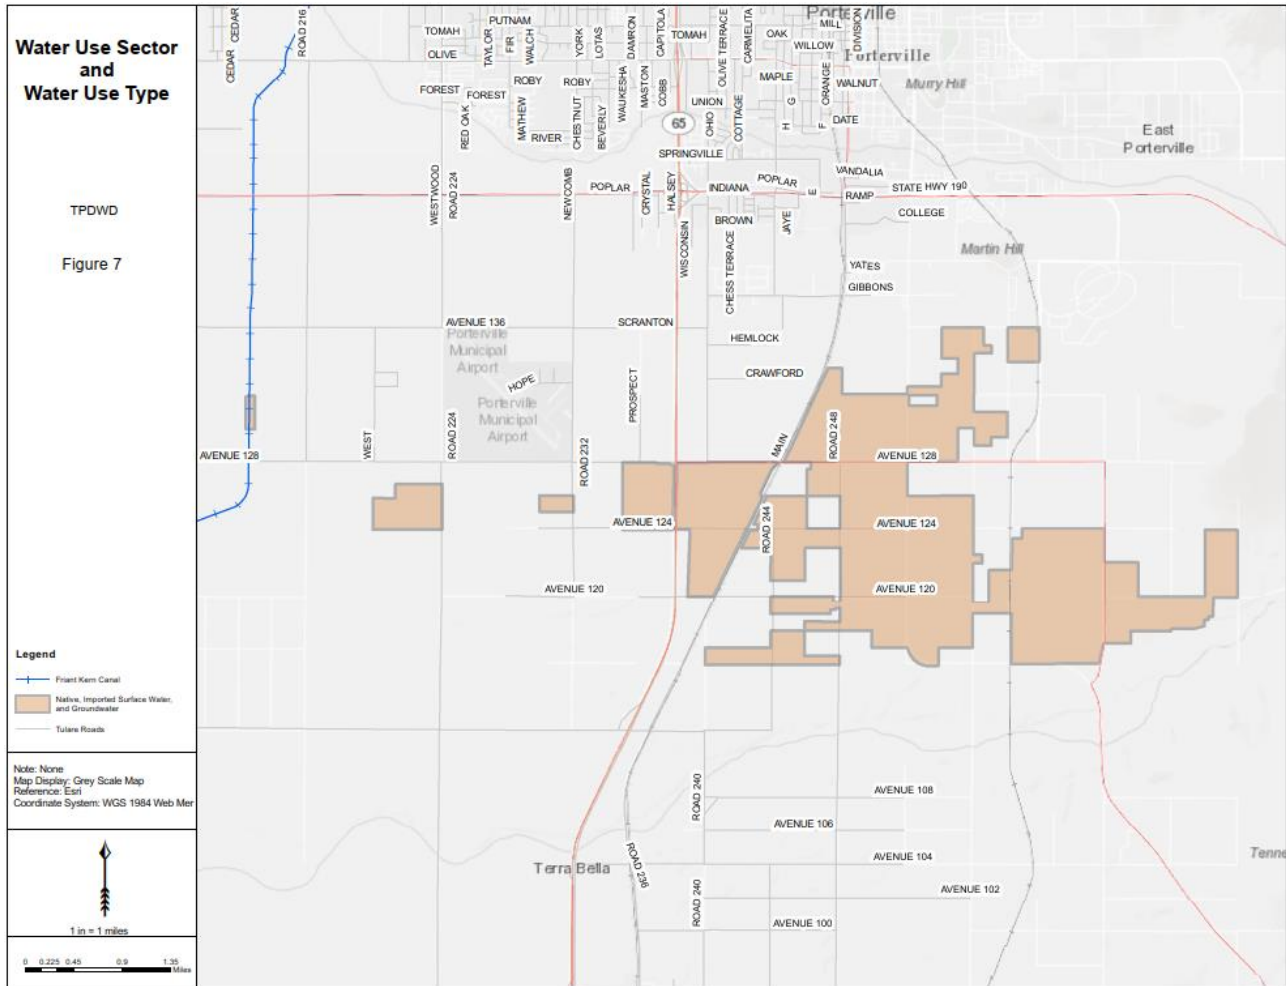 Water Use Sector
and
Water Use Type
TPDWD
Figure 7
Legend
Friant Kern Canal
Native, Imported Surface Water,
and Groundwater
Tulare Roads
Note: None
Map Display: Grey Scale Map
Reference: Esri
Coordinate System: WGS 1984 Web Mer
1 in = 1 miles
0 0.225 0.45 0.9 1.35
Miles
CEDAR
CEDAR
ROAD 216
TOMAH
PUTNAM
OLIVE
TAYLOR
FIR
WALCH
YORK
LOTAS
DAMRON
CAPITOLA
TOMAH
OLIVE TERRACE
CARMELITA
OAK
Porterville
MILL
DIVISION
WILLOW
Porterville
FOREST
FOREST
ROBY
ROBY
WAUKESHA
MASTON
COBB
UNION
MAPLE
ORANGE
WALNUT
Murry Hill
RED OAK
MATHEW
RIVER
CHESTNUT
BEVERLY
65
OHIO
COTTAGE
H
G
F
DATE
East
Porterville
SPRINGVILLE
VANDALIA
WESTWOOD
ROAD 224
NEWCOMB
POPLAR
CRYSTAL
HALSEY
INDIANA
POPLAR
E
RAMP
STATE HWY 190
WISCONSIN
BROWN
JAYE
COLLEGE
CHESS TERRACE
Martin Hill
YATES
GIBBONS
AVENUE 136
SCRANTON
HEMLOCK
Porterville
Municipal
Airport
HOPE
CRAWFORD
Porterville
Municipal
Airport
PROSPECT
WEST
ROAD 224
ROAD 232
MAIN
ROAD 248
AVENUE 128
AVENUE 128
AVENUE 124
ROAD 244
AVENUE 124
AVENUE 120
AVENUE 120
ROAD 240
AVENUE 108
AVENUE 106
Terra Bella
ROAD 236
AVENUE 104
Tenne
ROAD 240
AVENUE 102
AVENUE 100